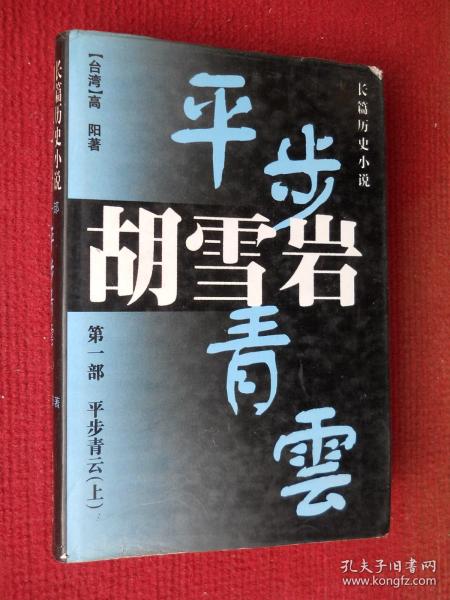 长篇历史小说
【台湾】高 阳著
长篇历史小说
平步青雲
胡雪岩
第一部 平步青云(上)
孔夫子旧书网
www.kongfz.com